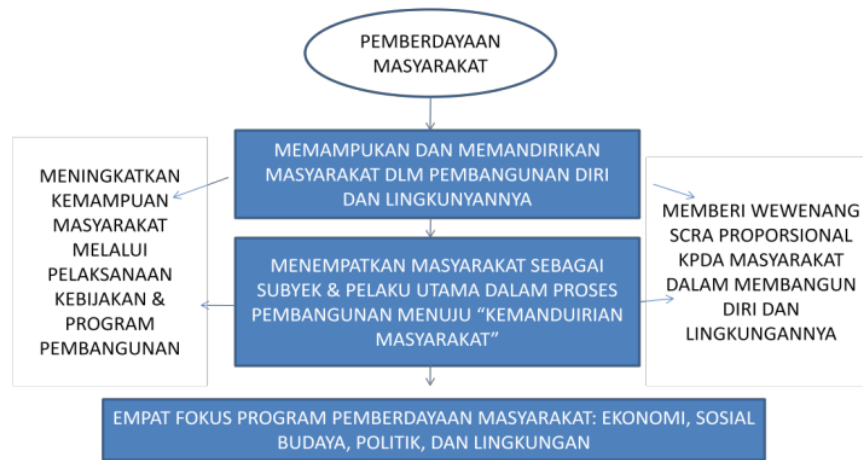 PEMBERDAYAAN
MASYARAKAT
MEMAMPUKAN DAN MEMANDIRIKAN
MASYARAKAT DLM PEMBANGUNAN DIRI
DAN LINGKUNYANNYA
MENINGKATKAN
KEMAMPUAN
MASYARAKAT
MELALUI
PELAKSANAAN
KEBIJAKAN &
PROGRAM
PEMBANGUNAN
MEMBERI WEWENANG
SCRA PROPORSIONAL
KPDA MASYARAKAT
DALAM MEMBANGUN
DIRI DAN
LINGKUNGANNYA
MENEMPATKAN MASYARAKAT SEBAGAI
SUBYEK & PELAKU UTAMA DALAM PROSES
PEMBANGUNAN MENUJU “KEMANDUIRIAN
MASYARAKAT”
EMPAT FOKUS PROGRAM PEMBERDAYAAN MASYARAKAT: EKONOMI, SOSIAL
BUDAYA, POLITIK, DAN LINGKUNGAN